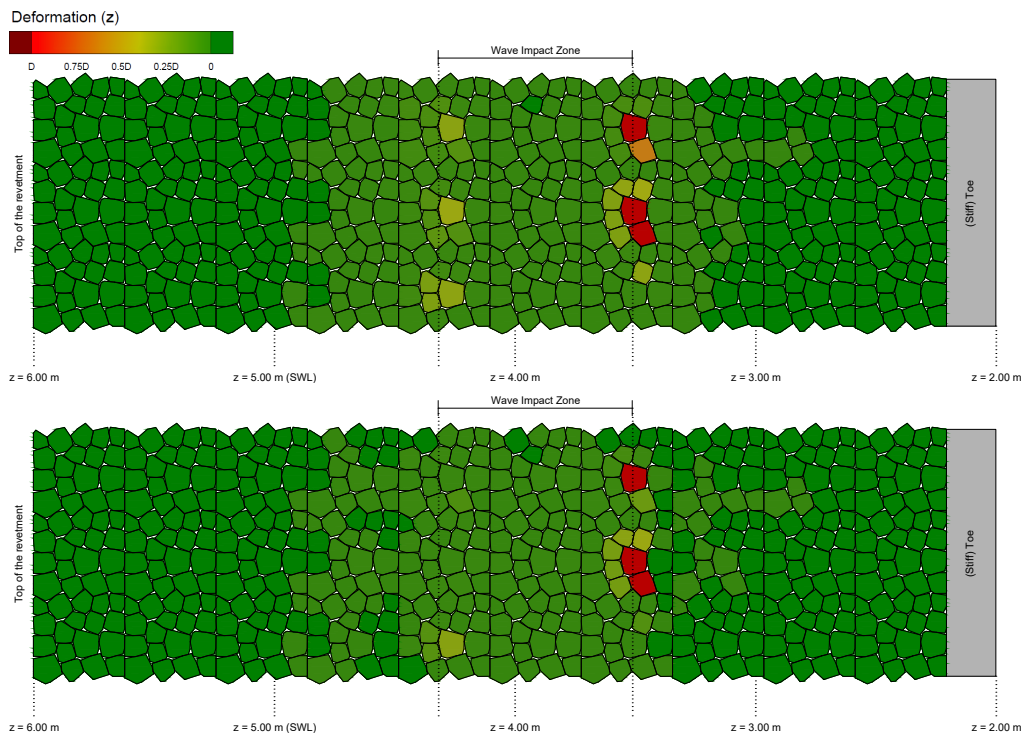 Deformation (z)
D 0.75D 0.5D 0.25D 0
Wave Impact Zone
Top of the revetment
(Stiff) Toe
z = 6.00 m z = 5.00 m (SWL) z = 4.00 m z = 3.00 m z = 2.00 m
Wave Impact Zone
Top of the revetment
(Stiff) Toe
z = 6.00 m z = 5.00 m (SWL) z = 4.00 m z = 3.00 m z = 2.00 m